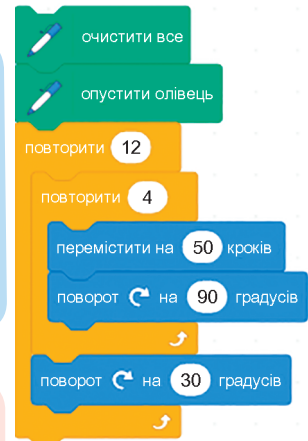 очистити все
опустити олівець
повторити 12
повторити 4
перемістити на 50 кроків
поворот на 90 градусів
поворот на 30 градусів